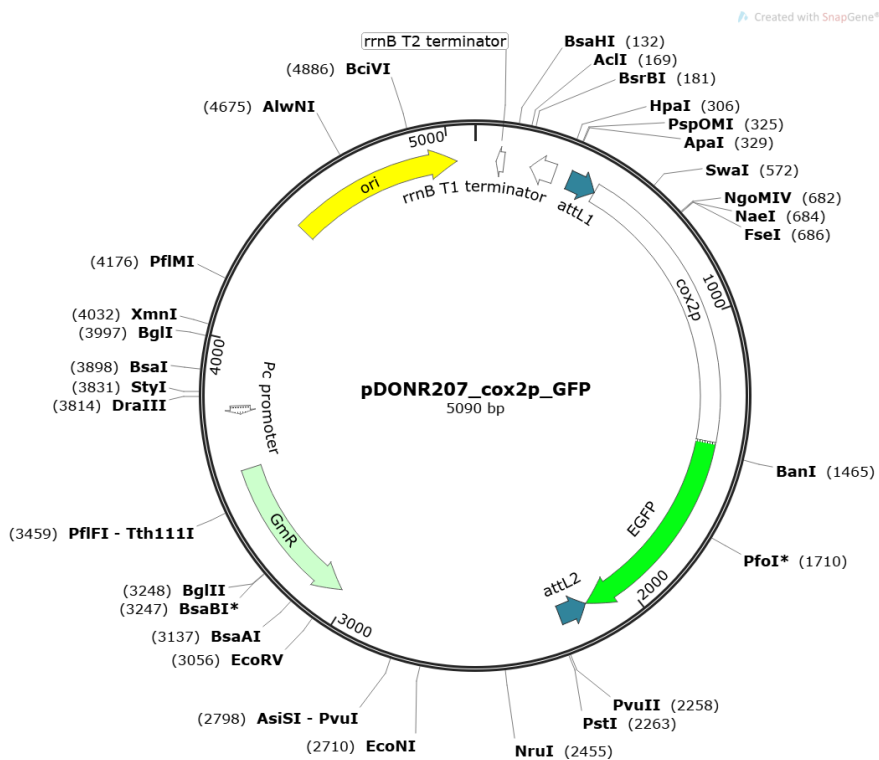 Created with SnapGene®
rrnB T2 terminator
BsaHI (132)
AclI (169)
BsrBI (181)
HpaI (306)
PspOMI (325)
ApaI (329)
SwaI (572)
NgoMIV (682)
NaeI (684)
FseI (686)
BanI (1465)
PfoI* (1710)
PvuII (2258)
PstI (2263)
NruI (2455)
(2710) EcoNI
(2798) AsiSI - PvuI
(3056) EcoRV
(3137) BsaAI
(3247) BsaBI*
(3248) BglII
(3459) PflFI - Tth111I
(3814) DraIII
(3831) StyI
(3898) BsaI
(3997) BglI
(4032) XmnI
(4176) PflMI
(4675) AlwNI
(4886) BciVI
5000
1000
2000
3000
4000
ori
rrnB T1 terminator
attL1
cox2p
EGFP
attL2
GmR
Pc promoter
pDONR207_cox2p_GFP
5090 bp